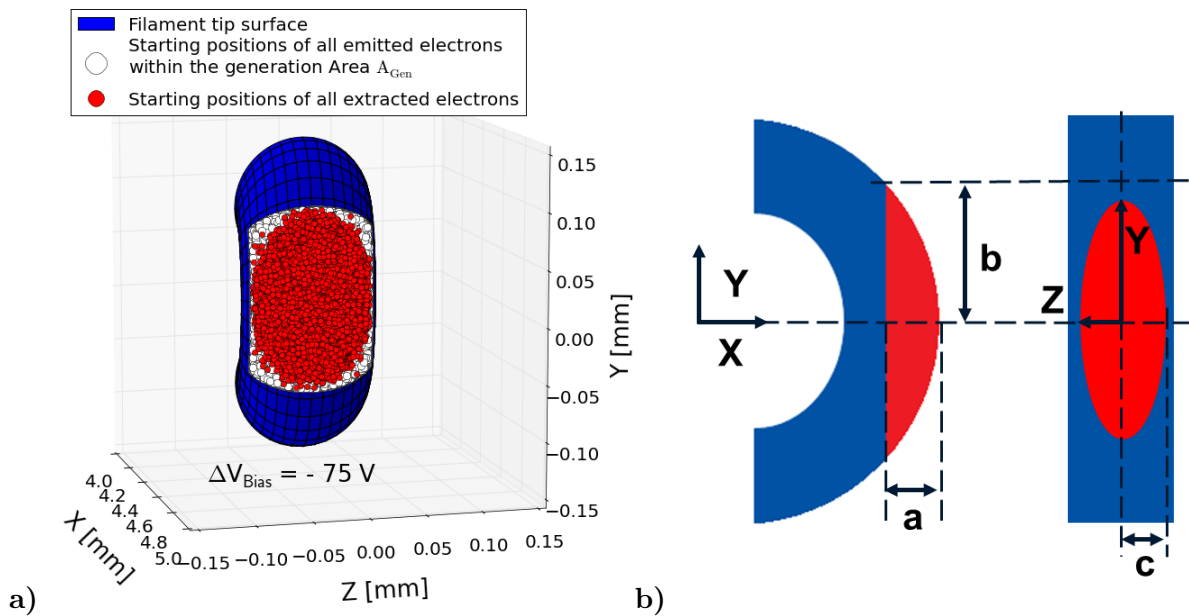 Filament tip surface
Starting positions of all emitted electrons
within the generation Area A_Gen
Starting positions of all extracted electrons
ΔV_Bias = - 75 V
4.0
4.2
4.4
4.6
4.8
5.0
X [mm]
−0.15
−0.10
−0.05
0.00
0.05
0.10
0.15
Z [mm]
0.15
0.10
0.05
0.00
−0.05
−0.10
−0.15
Y [mm]
a)
Y
X
b
a
Z
Y
c
b)